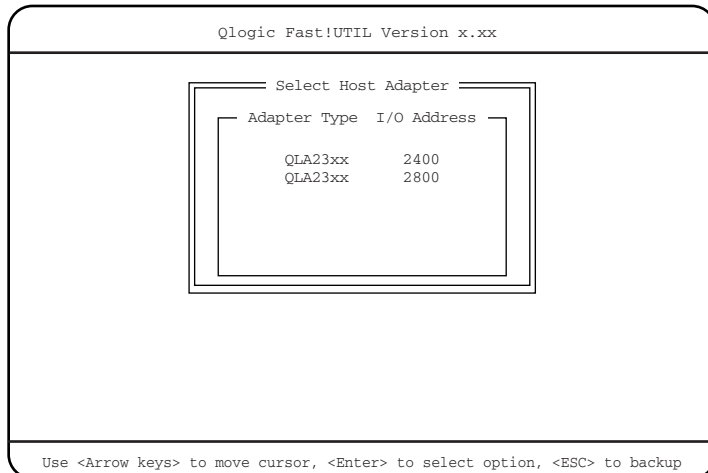 Qlogic Fast!UTIL Version x.xx
Select Host Adapter
Adapter Type I/O Address
QLA23xx 2400
QLA23xx 2800
Use <Arrow keys> to move cursor, <Enter> to select option, <ESC> to backup